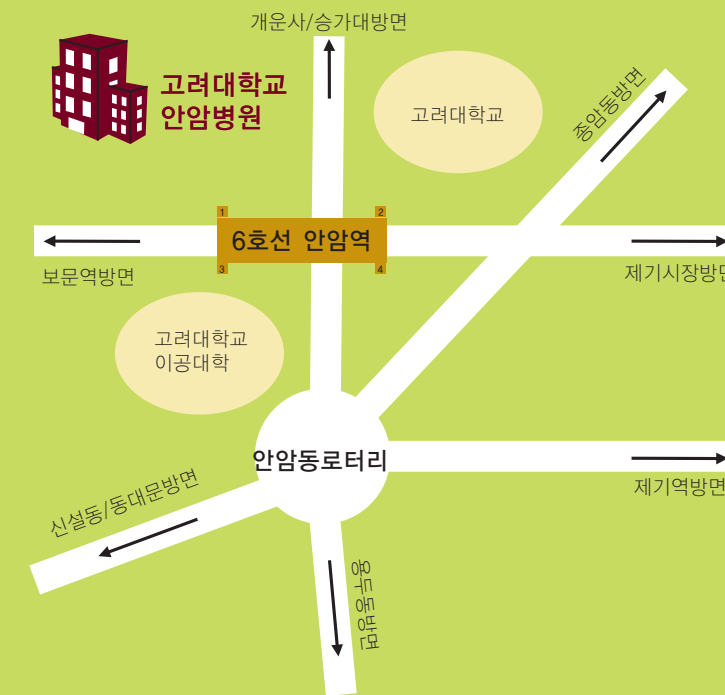 개운사/승가대방면
고려대학교
안암병원
고려대학교
종암동방면
1
2
6호선 안암역
3
4
보문역방면
제기시장방면
고려대학교
이공대학
안암동로터리
신설동/동대문방면
제기역방면
용두동방면